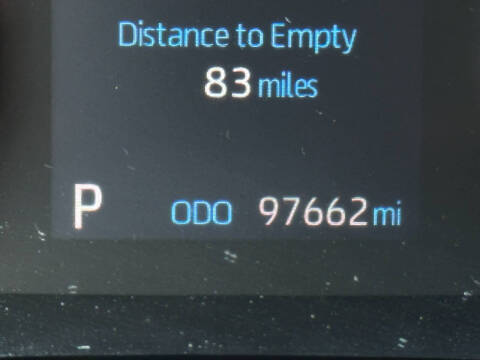 Distance to Empty
83 miles
P ODO 97662 mi